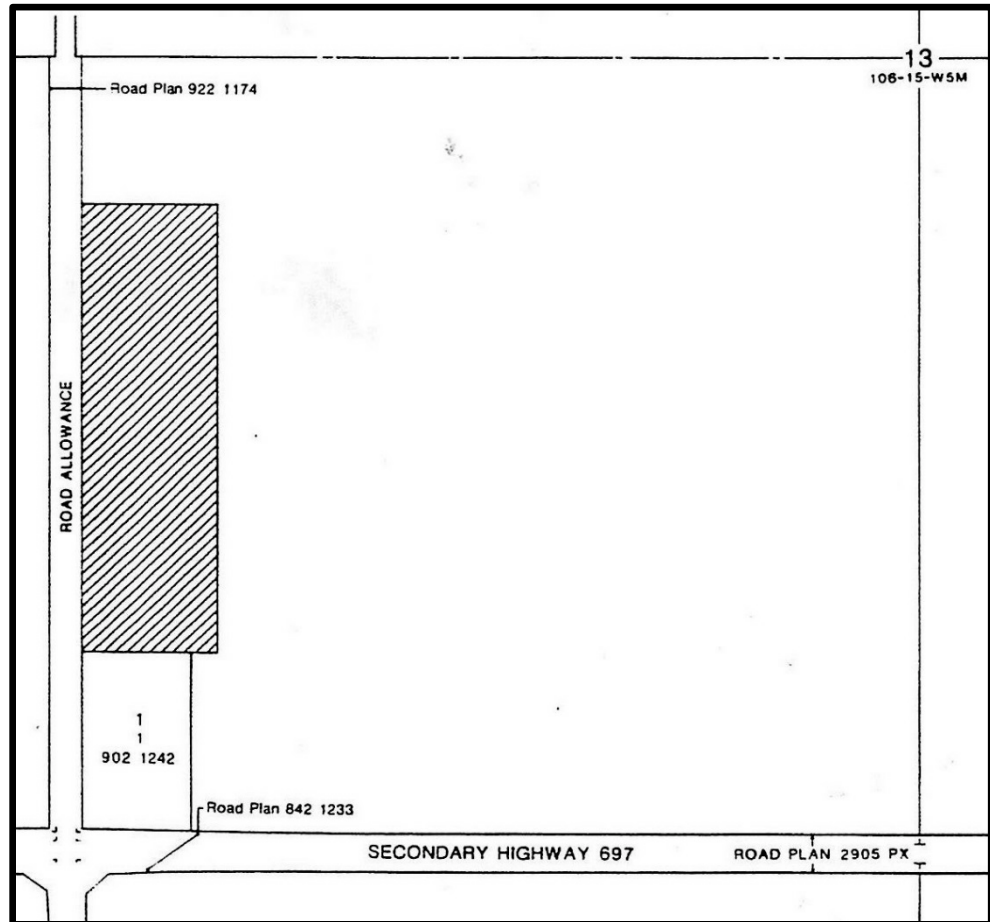 13
106-15-W5M
Road Plan 922 1174
ROAD ALLOWANCE
1
1
902 1242
Road Plan 842 1233
SECONDARY HIGHWAY 697
ROAD PLAN 2905 PX